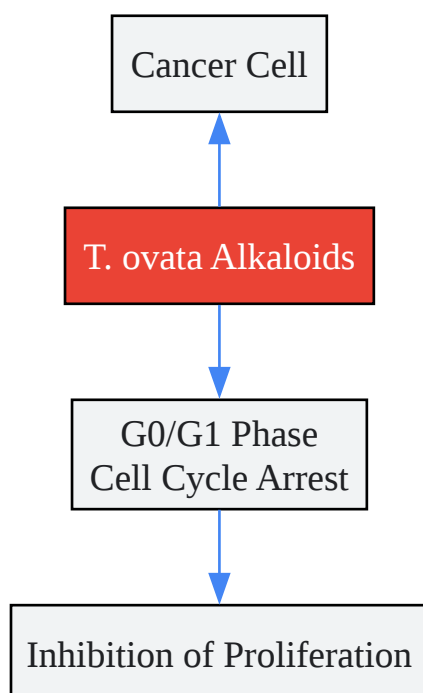 Cancer Cell
T. ovata Alkaloids
G0/G1 Phase
Cell Cycle Arrest
Inhibition of Proliferation